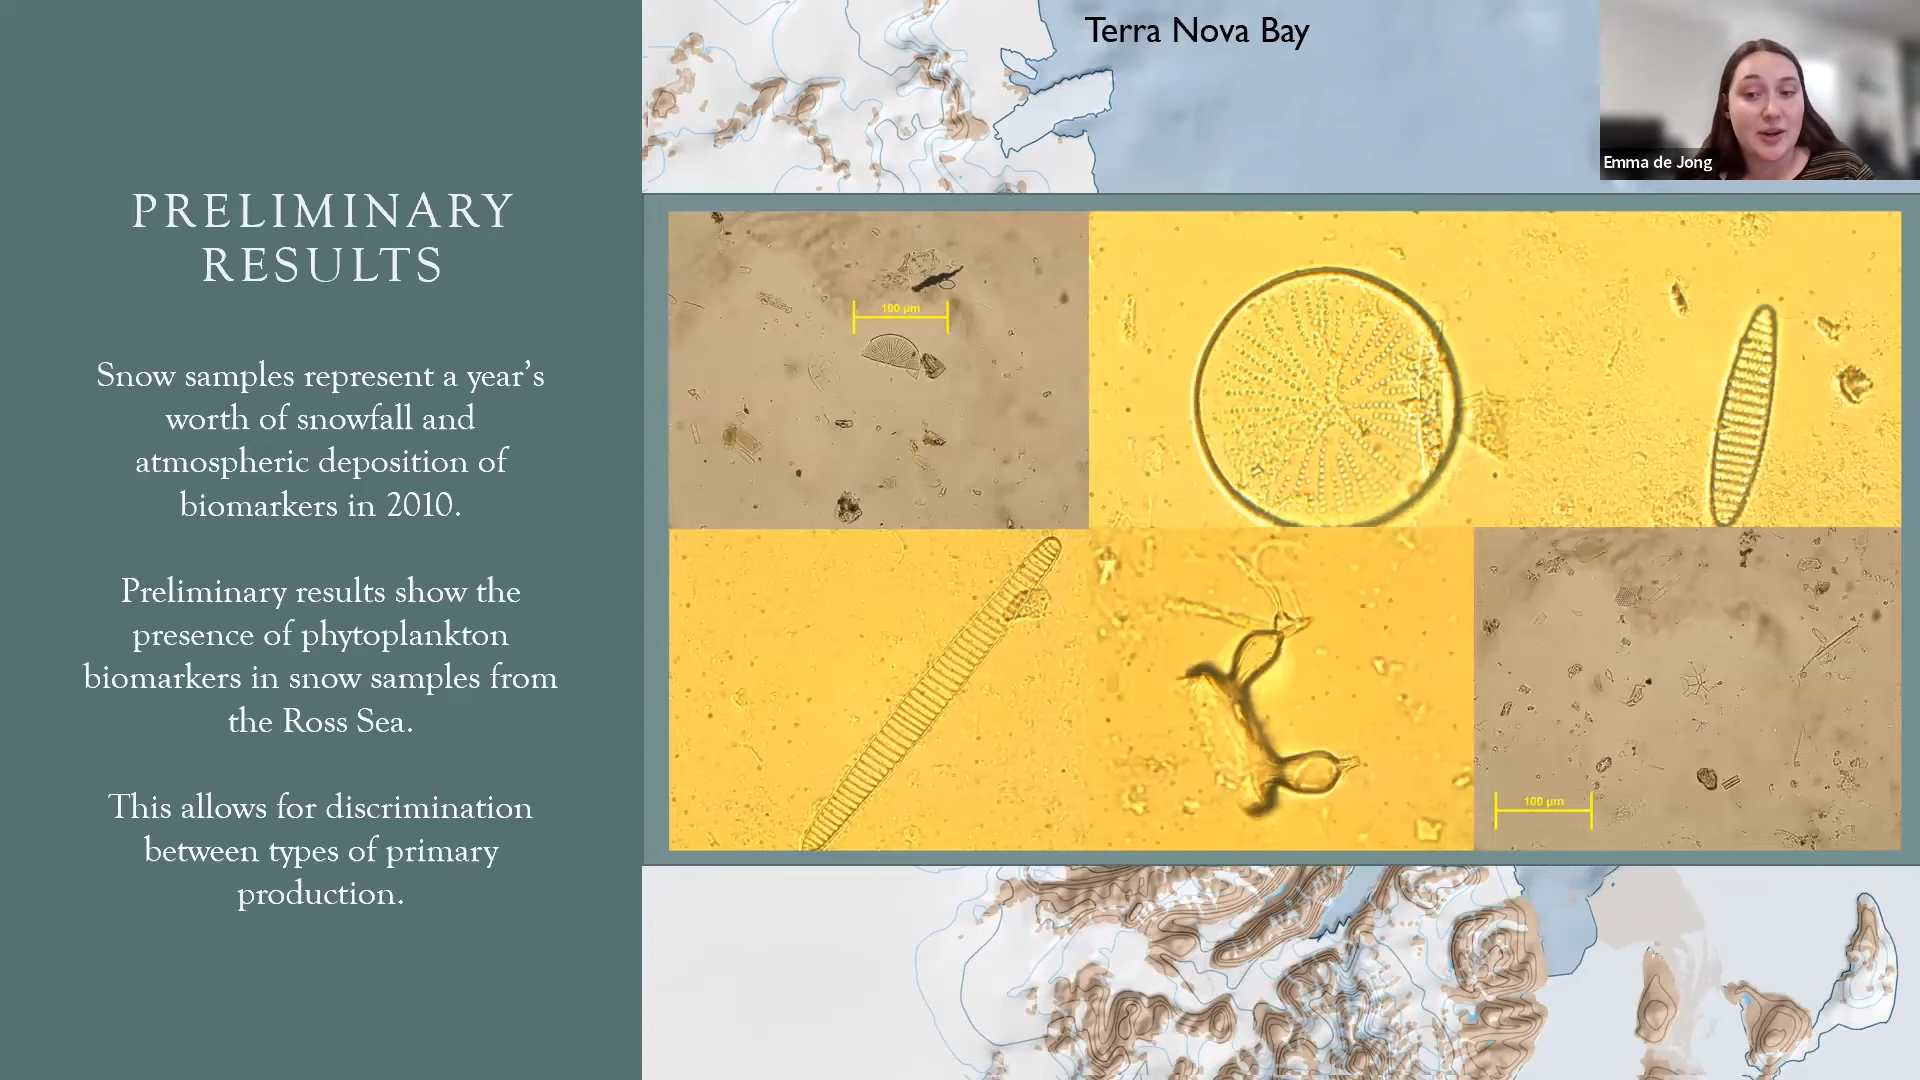 PRELIMINARY
RESULTS
Snow samples represent a year’s
worth of snowfall and
atmospheric deposition of
biomarkers in 2010.
Preliminary results show the
presence of phytoplankton
biomarkers in snow samples from
the Ross Sea.
This allows for discrimination
between types of primary
production.
Terra Nova Bay
Emma de Jong
100 µm
100 µm